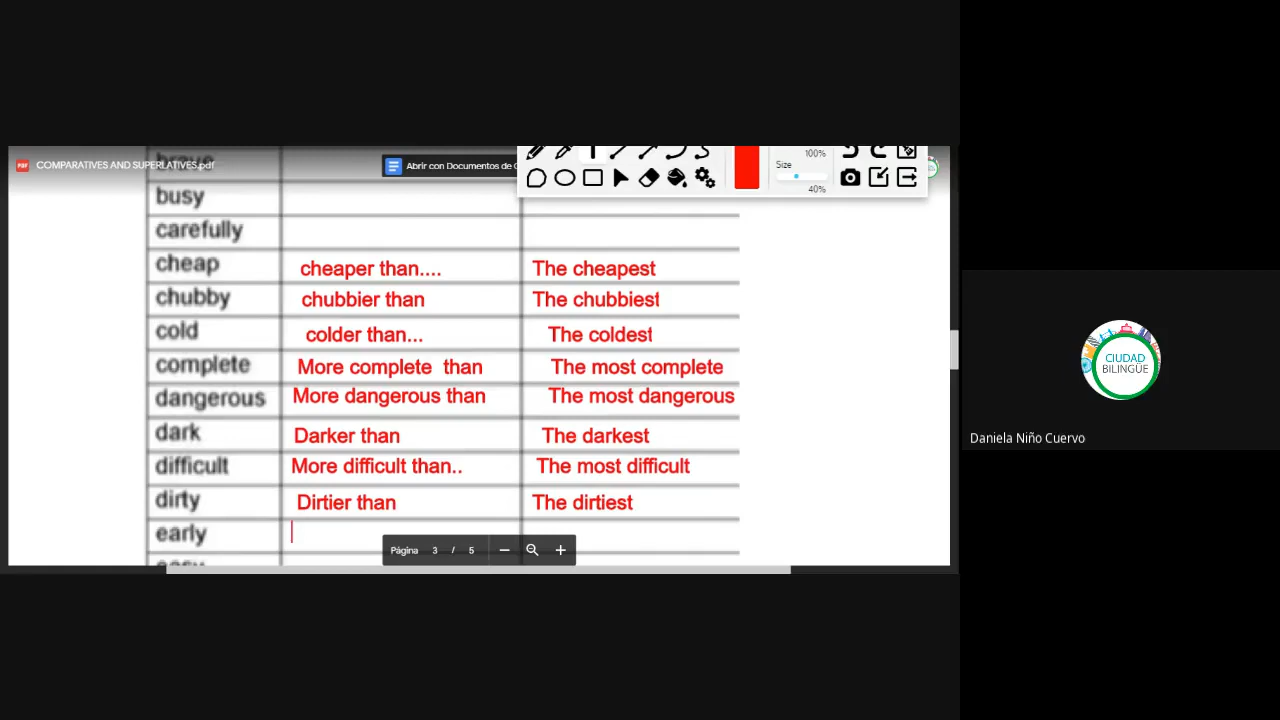 COMPARATIVES AND SUPERLATIVES.pdf
Abrir con Documentos de G
100%
Size
40%
brave
busy
carefully
cheap cheaper than.... The cheapest
chubby chubbier than The chubbiest
cold colder than... The coldest
complete More complete than The most complete
dangerous More dangerous than The most dangerous
dark Darker than The darkest
difficult More difficult than.. The most difficult
dirty Dirtier than The dirtiest
early
easy
Página 3 / 5
CIUDAD
BILINGÜE
Daniela Niño Cuervo